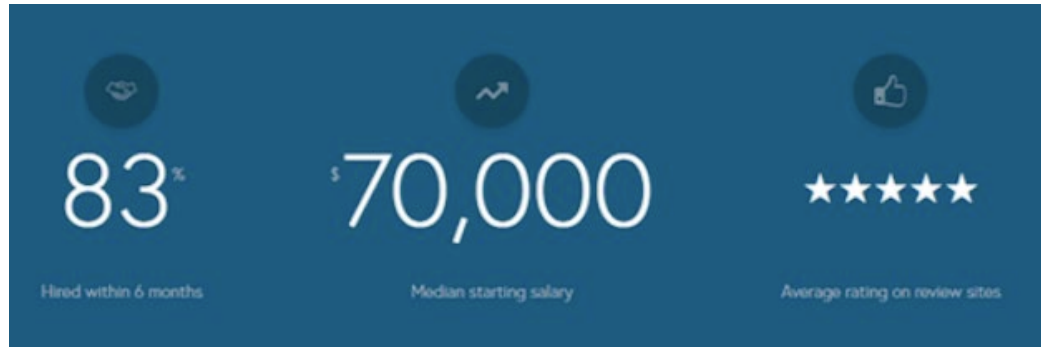 83%
Hired within 6 months
$70,000
Median starting salary
Average rating on review sites